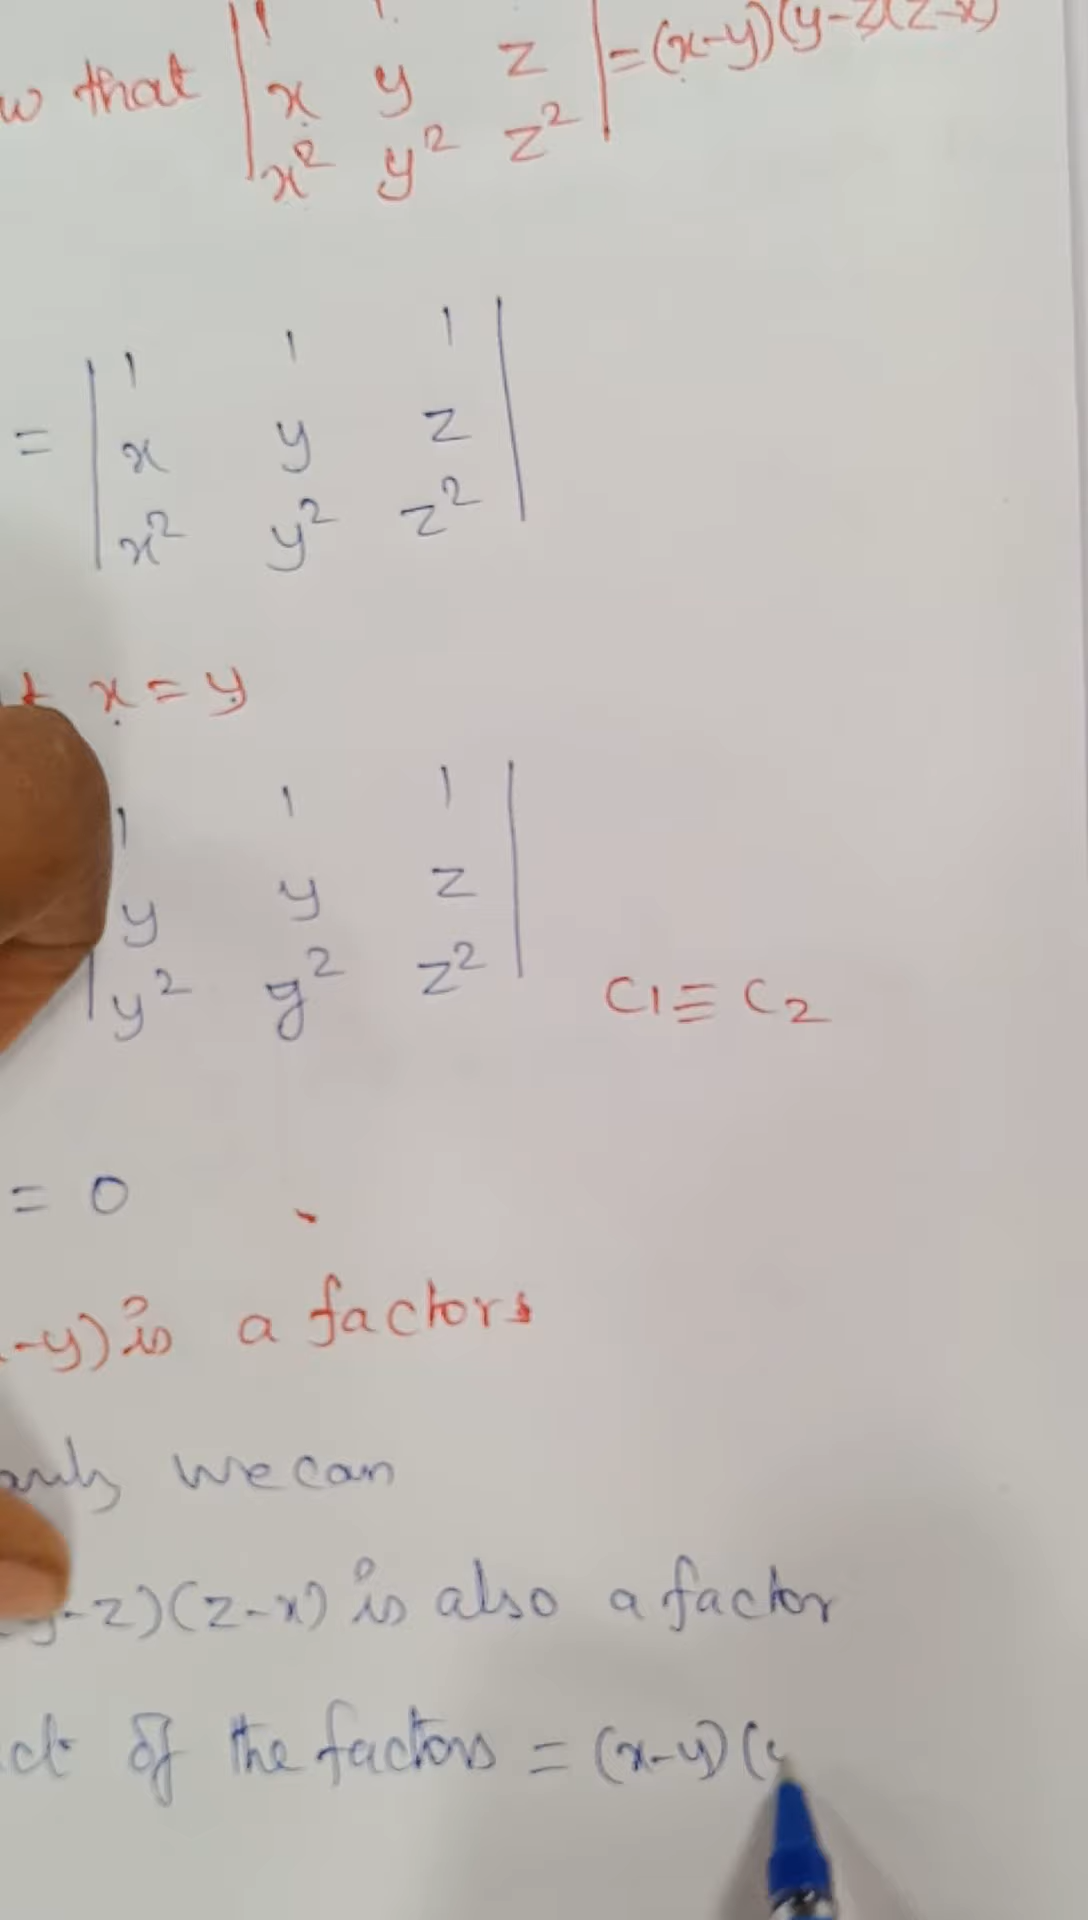 that | 1 1 | = (x-y)(y-z)(z-x)
x y z
x² y² z²
= | 1 1 1 |
x y z
x² y² z²
x = y
1 1 1
y y z
y² y² z² C1 ≡ C2
= 0
-y) is a factors
we can
-z)(z-x) is also a factor
of the factors = (x-y)(